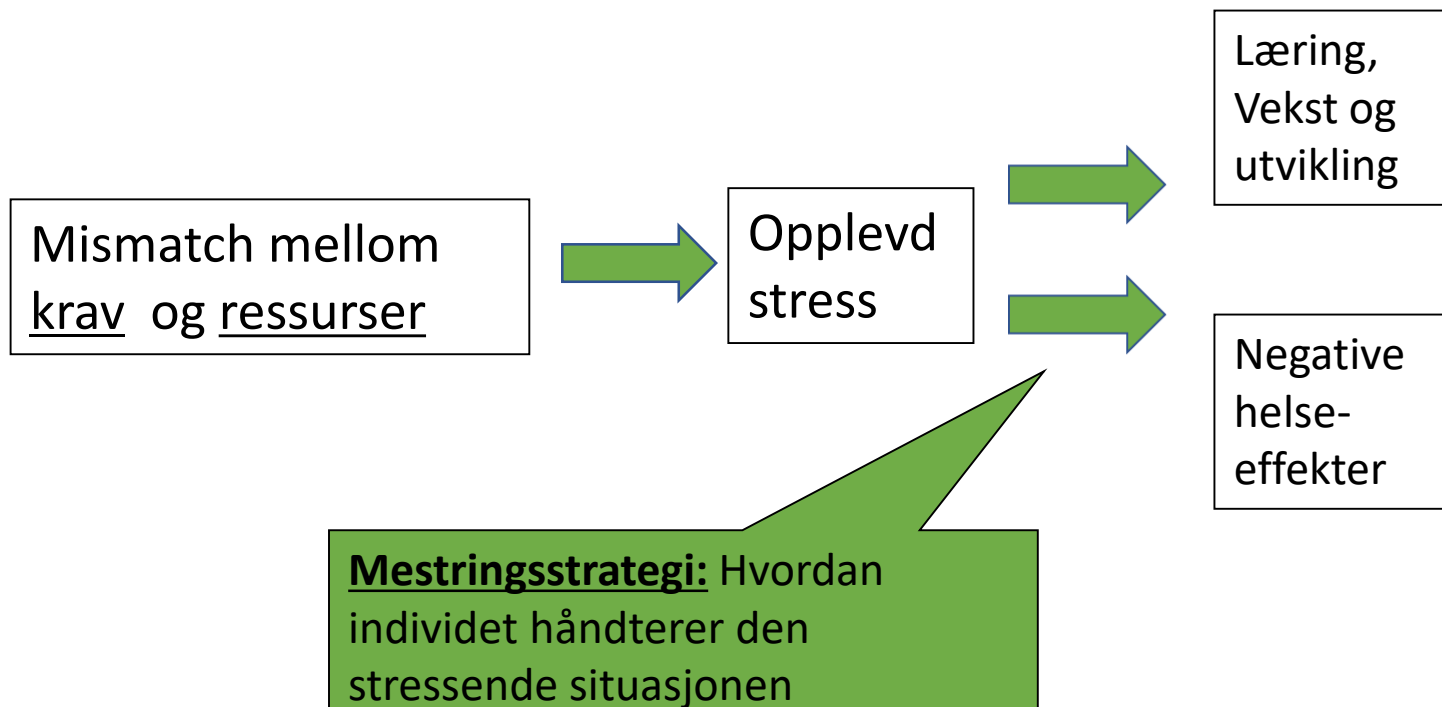 Læring,
Vekst og
utvikling
Mismatch mellom
krav og ressurser
Opplevd
stress
Negative
helse-
effekter
Mestringsstrategi: Hvordan
individet håndterer den
stressende situasjonen